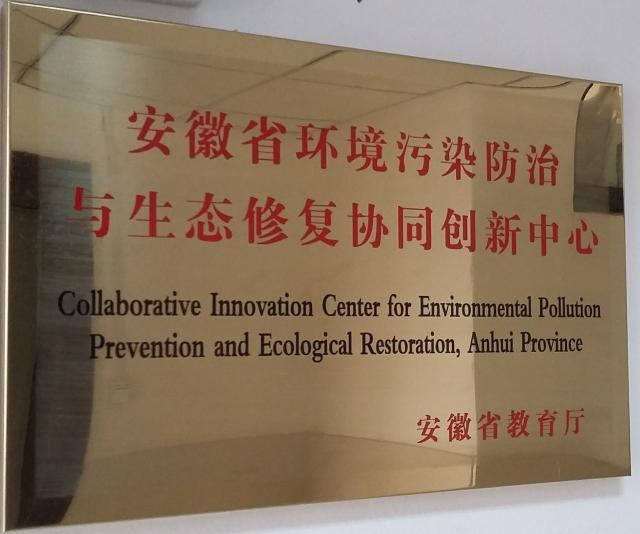 安徽省环境污染防治
与生态修复协同创新中心
Collaborative Innovation Center for Environmental Pollution
Prevention and Ecological Restoration, Anhui Province
安徽省教育厅